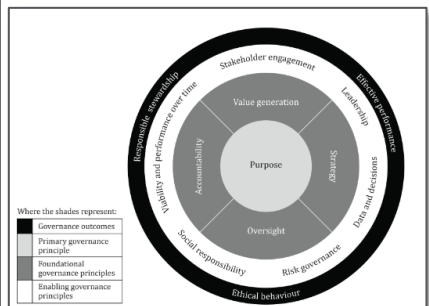 Responsible stewardship
Effective performance
Ethical behaviour
Stakeholder engagement
Leadership
Data and decisions
Risk governance
Social responsibility
Viability and performance over time
Value generation
Strategy
Oversight
Accountability
Purpose
Where the shades represent:
Governance outcomes
Primary governance
principle
Foundational
governance principles
Enabling governance
principles